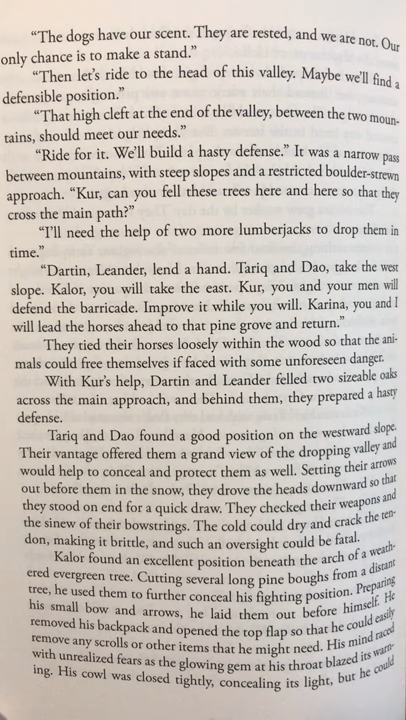 “The dogs have our scent. They are rested, and we are not. Our
only chance is to make a stand.”
“Then let’s ride to the head of this valley. Maybe we’ll find a
defensible position.”
“That high cleft at the end of the valley, between the two moun-
tains, should meet our needs.”
“Ride for it. We’ll build a hasty defense.” It was a narrow pass
between mountains, with steep slopes and a restricted boulder-strewn
approach. “Kur, can you fell these trees here and here so that they
cross the main path?”
“I’ll need the help of two more lumberjacks to drop them in
time.”
“Dartin, Leander, lend a hand. Tariq and Dao, take the west
slope. Kalor, you will take the east. Kur, you and your men will
defend the barricade. Improve it while you will. Karina, you and I
will lead the horses ahead to that pine grove and return.”
They tied their horses loosely within the wood so that the ani-
mals could free themselves if faced with some unforeseen danger.
With Kur’s help, Dartin and Leander felled two sizeable oaks
across the main approach, and behind them, they prepared a hasty
defense.
Tariq and Dao found a good position on the westward slope.
Their vantage offered them a grand view of the dropping valley and
would help to conceal and protect them as well. Setting their arrows
out before them in the snow, they drove the heads downward so that
they stood on end for a quick draw. They checked their weapons and
the sinew of their bowstrings. The cold could dry and crack the ten-
don, making it brittle, and such an oversight could be fatal.
Kalor found an excellent position beneath the arch of a weath-
ered evergreen tree. Cutting several long pine boughs from a distant
tree, he used them to further conceal his fighting position. Preparing
his small bow and arrows, he laid them out before himself. He
removed his backpack and opened the top flap so that he could easily
remove any scrolls or other items that he might need. His mind raced
with unrealized fears as the glowing gem at his throat blazed its warn-
ing. His cowl was closed tightly, concealing its light, but he could